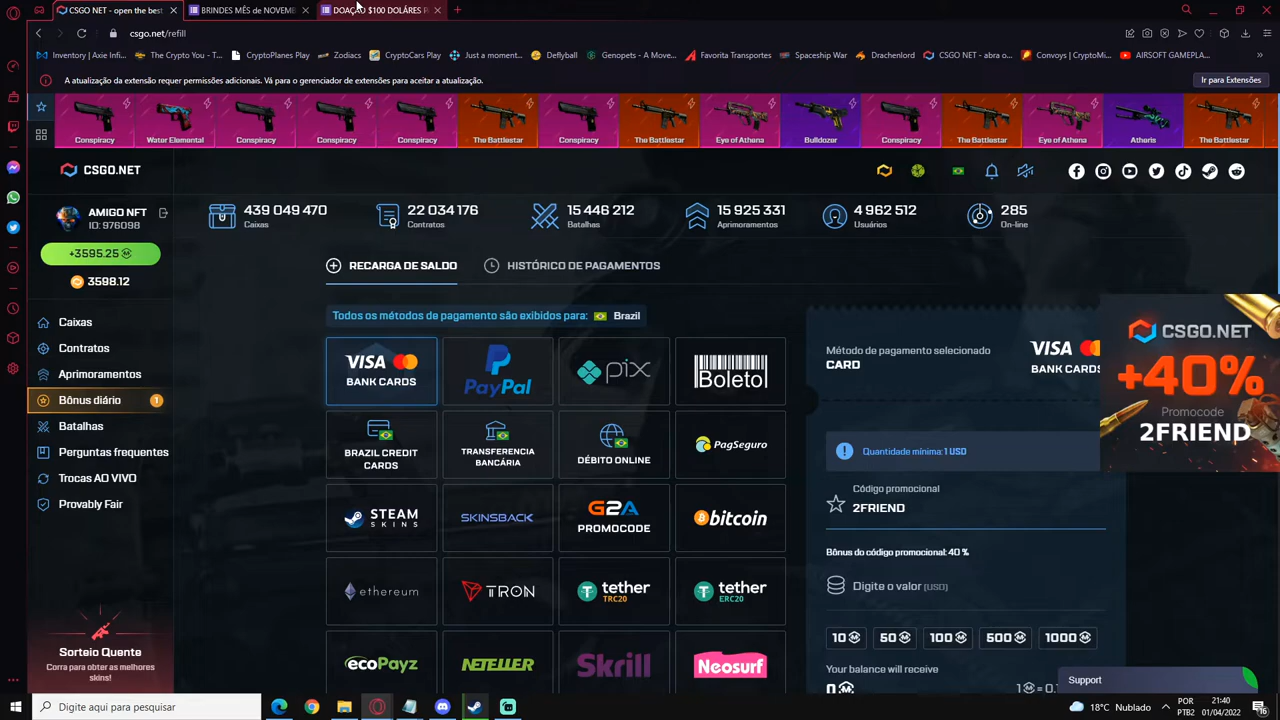 CSGO NET - open the best
BRINDES MÊS de NOVEMB
DOAÇÃO $100 DOLÂRES P
csgo.net/refill
Inventory | Axie Infi...
The Crypto You - T...
CryptoPlanes Play
Zodiacs
CryptoCars Play
Just a moment...
Deflyball
Geopets - A Move...
Favorita Transportes
Spaceship War
Drachenlord
CSGO NET - abra o...
Convoys | CryptoMi...
AIRSOFT GAMEPLA...
A atualização da extensão requer permissões adicionais. Vá para o gerenciador de extensões para aceitar a atualização.
Ir para Extensões
Conspiracy
Water Elemental
Conspiracy
Conspiracy
Conspiracy
The Battlestar
Conspiracy
The Battlestar
Eye of Athena
Bulldozer
Conspiracy
The Battlestar
Eye of Athena
Atheris
The Battlestar
CSGO.NET
AMIGO NFT
ID: 976098
+3595.25
3598.12
439 049 470
Caixas
22 034 176
Contratos
15 446 212
Batalhas
15 925 331
Aprimoramentos
4 962 512
Usuários
285
On-line
Caixas
Contratos
Aprimoramentos
Bônus diário
1
Batalhas
Perguntas frequentes
Trocas AO VIVO
Provably Fair
Sorteio Quente
Corra para obter as melhores
skins!
RECARGA DE SALDO
HISTÓRICO DE PAGAMENTOS
Todos os métodos de pagamento são exibidos para: Brazil
VISA
BANK CARDS
PayPal
pix
Boleto
BRAZIL CREDIT
CARDS
TRANSFERENCIA
BANCÁRIA
DÉBITO ONLINE
PagSeguro
STEAM
SKINS
SKINSBACK
G2A
PROMOCODE
bitcoin
ethereum
TRON
tether
TRC20
tether
ERC20
ecoPayz
NETELLER
Skrill
Neosurf
Método de pagamento selecionado
CARD
VISA
BANK CARDS
Quantidade mínima: 1 USD
Código promocional
2FRIEND
Bônus do código promocional: 40 %
Digite o valor (USD)
10
50
100
500
1000
Your balance will receive
0
CSGO.NET
+40%
Promocode
2FRIEND
Support
Digite aqui para pesquisar
18°C Nublado
POR
PTB2
21:40
01/04/2022
16